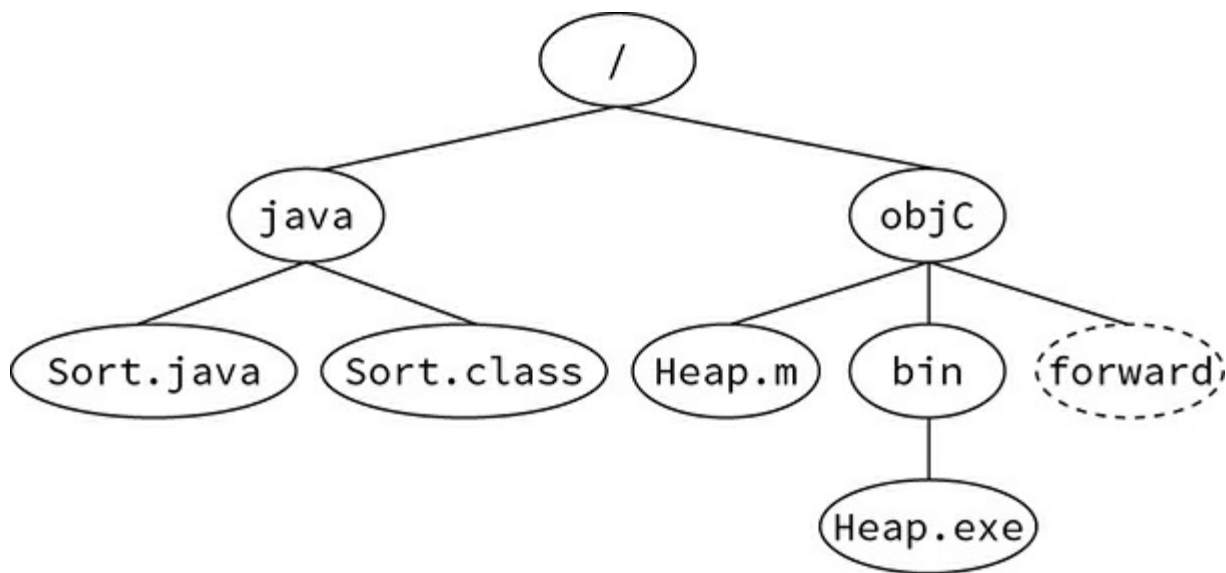 /
java
objC
Sort.java
Sort.class
Heap.m
bin
forward
Heap.exe